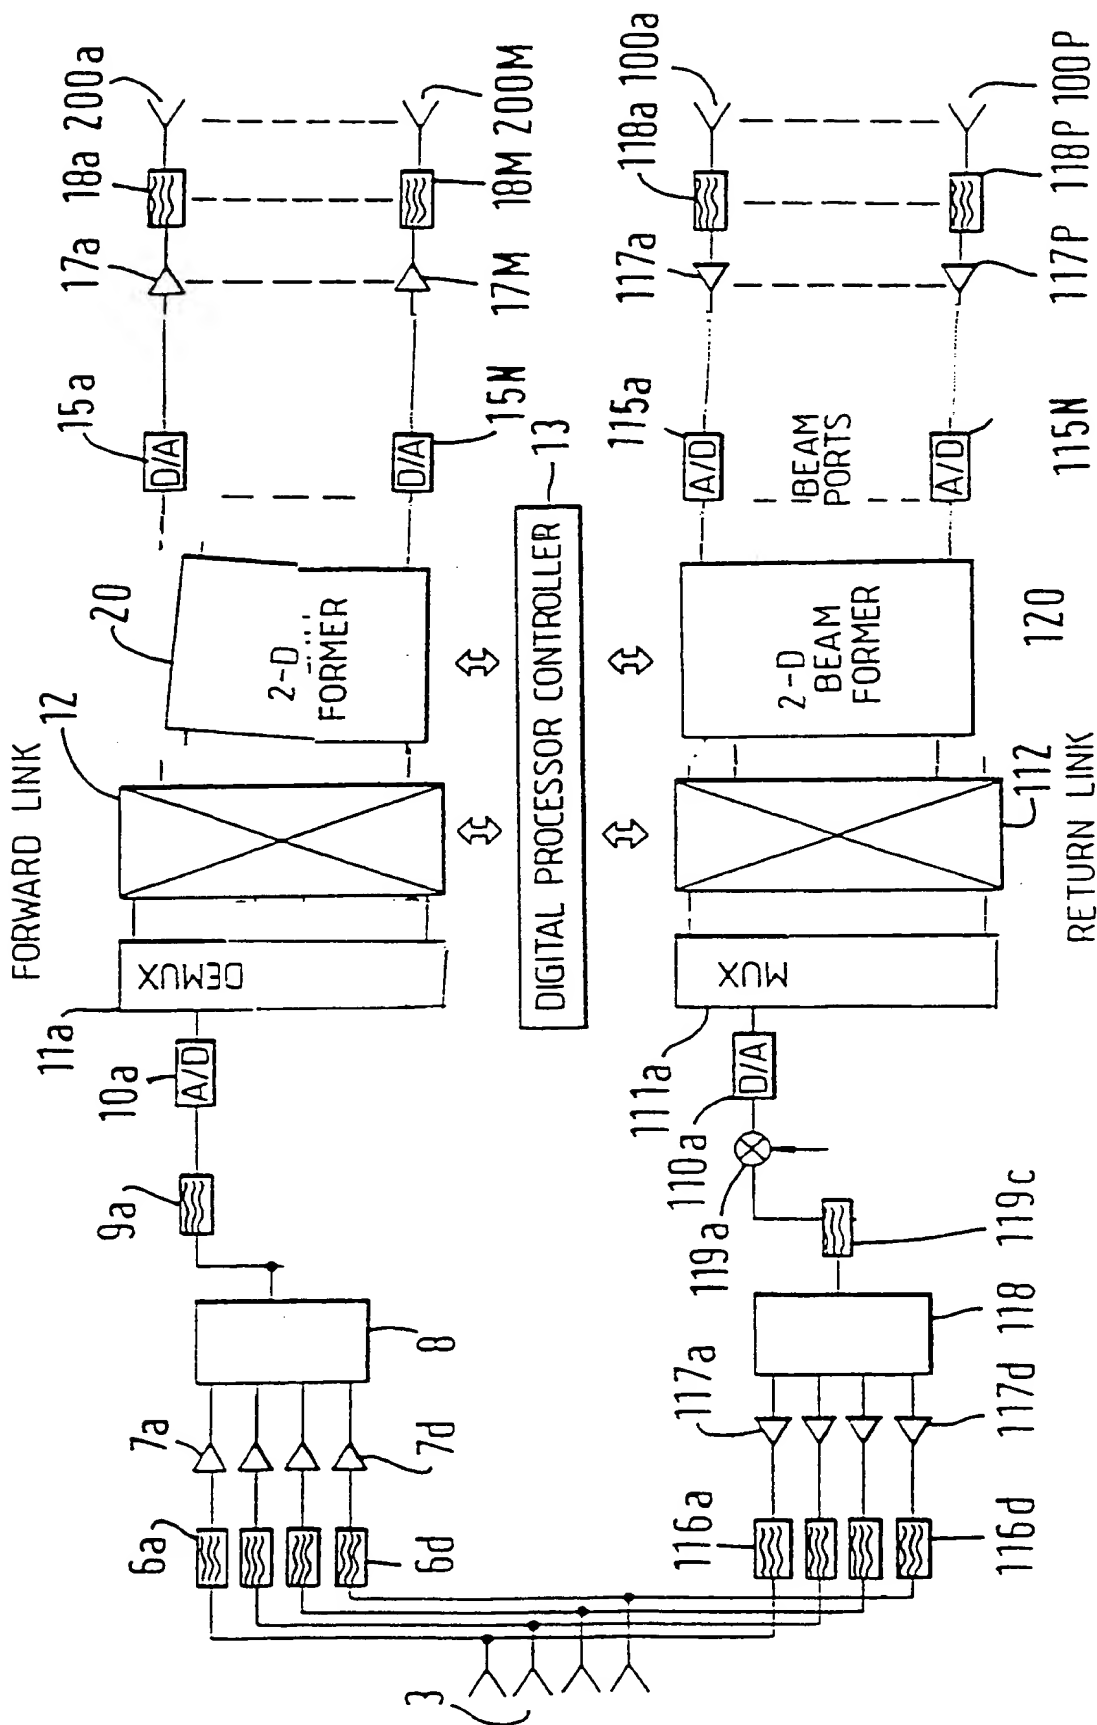 FORWARD LINK
3
6a
6d
7a
7d
8
9a
10a
A/D
11a
DEMUX
12
20
2-D
FORMER
15a
D/A
D/A
15N
17a
17M
18a
18M
200a
200M
DIGITAL PROCESSOR CONTROLLER
13
116a
116d
117a
117d
118
119c
119a
110a
D/A
111a
MUX
112
RETURN LINK
2-D
BEAM
FORMER
120
115a
A/D
BEAM
PORTS
A/D
115N
117a
117P
118a
118P
100a
100P